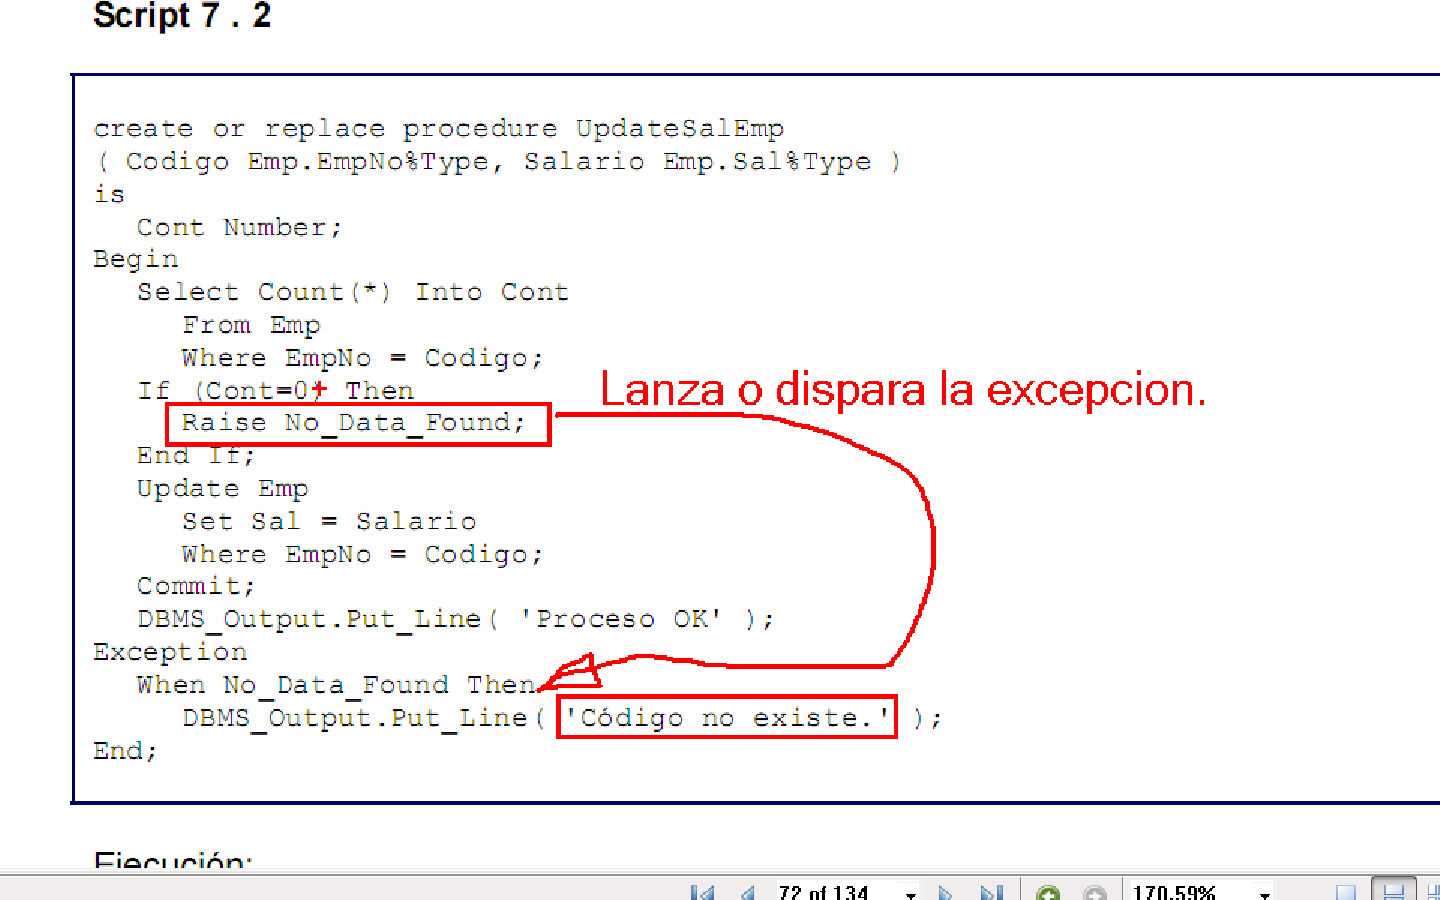 Script 7 . 2
create or replace procedure UpdateSalEmp
( Codigo Emp.EmpNo%Type, Salario Emp.Sal%Type )
is
Cont Number;
Begin
Select Count(*) Into Cont
From Emp
Where EmpNo = Codigo;
If (Cont=0) Then
Lanza o dispara la excepcion.
Raise No_Data_Found;
End If;
Update Emp
Set Sal = Salario
Where EmpNo = Codigo;
Commit;
DBMS_Output.Put_Line( 'Proceso OK' );
Exception
When No_Data_Found Then
DBMS_Output.Put_Line( 'Código no existe.' );
End;
Ejecución:
72 of 134
170.59%